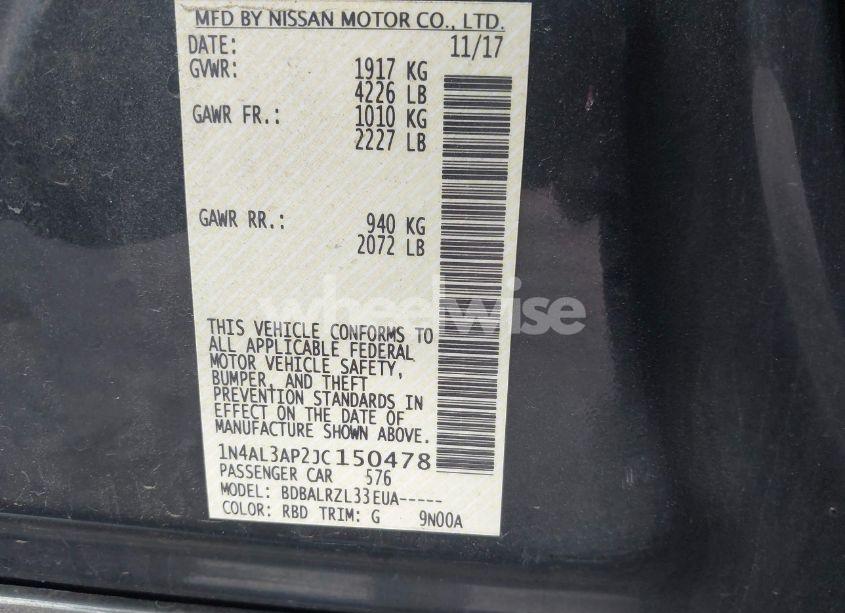 MFD BY NISSAN MOTOR CO., LTD.
DATE: 11/17
GVWR: 1917 KG
4226 LB
GAWR FR.: 1010 KG
2227 LB
GAWR RR.: 940 KG
2072 LB
wheelwise
THIS VEHICLE CONFORMS TO
ALL APPLICABLE FEDERAL
MOTOR VEHICLE SAFETY,
BUMPER, AND THEFT
PREVENTION STANDARDS IN
EFFECT ON THE DATE OF
MANUFACTURE SHOWN ABOVE.
1N4AL3AP2JC150478
PASSENGER CAR 576
MODEL: BDBALRZL33EUA-----
COLOR: RBD TRIM: G 9N00A